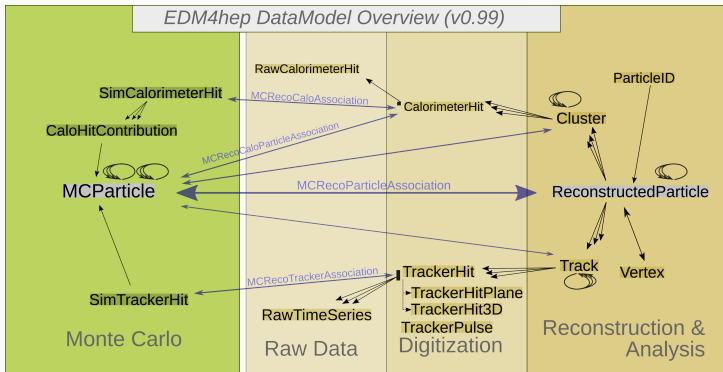 EDM4hep DataModel Overview (v0.99)
RawCalorimeterHit
ParticleID
SimCalorimeterHit
MCRecoCaloAssociation
CalorimeterHit
Cluster
CaloHitContribution
MCRecoCaloParticleAssociation
MCParticle
MCRecoParticleAssociation
ReconstructedParticle
MCRecoTrackerAssociation
TrackerHit
Track
Vertex
SimTrackerHit
TrackerHitPlane
TrackerHit3D
RawTimeSeries
TrackerPulse
Monte Carlo
Raw Data
Digitization
Reconstruction &
Analysis